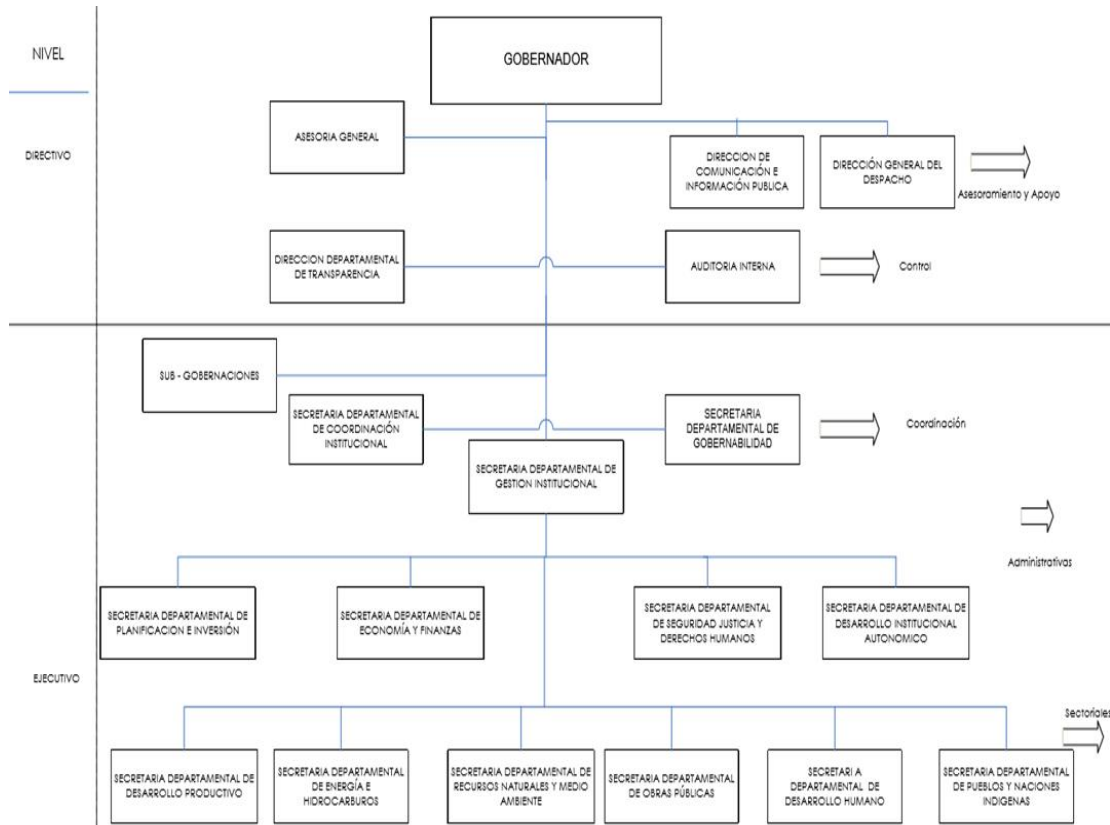 NIVEL
GOBERNADOR
DIRECTIVO
ASESORIA GENERAL
DIRECCION DE
COMUNICACIÓN E
INFORMACIÓN PUBLICA
DIRECCIÓN GENERAL DEL
DESPACHO
Asesoramiento y Apoyo
DIRECCION DEPARTAMENTAL
DE TRANSPARENCIA
AUDITORIA INTERNA
Control
SUB - GOBERNACIONES
SECRETARIA DEPARTAMENTAL
DE COORDINACIÓN
INSTITUCIONAL
SECRETARIA
DEPARTAMENTAL DE
GOBERNABILIDAD
Coordinación
SECRETARIA DEPARTAMENTAL DE
GESTION INSTITUCIONAL
Administrativas
SECRETARIA DEPARTAMENTAL DE
PLANIFICACION E INVERSIÓN
SECRETARIA DEPARTAMENTAL DE
ECONOMÍA Y FINANZAS
SECRETARIA DEPARTAMENTAL
DE SEGURIDAD JUSTICIA Y
DERECHOS HUMANOS
SECRETARIA DEPARTAMENTAL DE
DESARROLLO INSTITUCIONAL
AUTONOMICO
EJECUTIVO
Sectoriales
SECRETARIA DEPARTAMENTAL DE
DESARROLLO PRODUCTIVO
SECRETARIA DEPARTAMENTAL
DE ENERGÍA E
HIDROCARBUROS
SECRETARIA DEPARTAMENTAL DE
RECURSOS NATURALES Y MEDIO
AMBIENTE
SECRETARIA DEPARTAMENTAL
DE OBRAS PÚBLICAS
SECRETARI A
DEPARTAMENTAL DE
DESARROLLO HUMANO
SECRETARIA DEPARTAMENTAL
DE PUEBLOS Y NACIONES
INDIGENAS